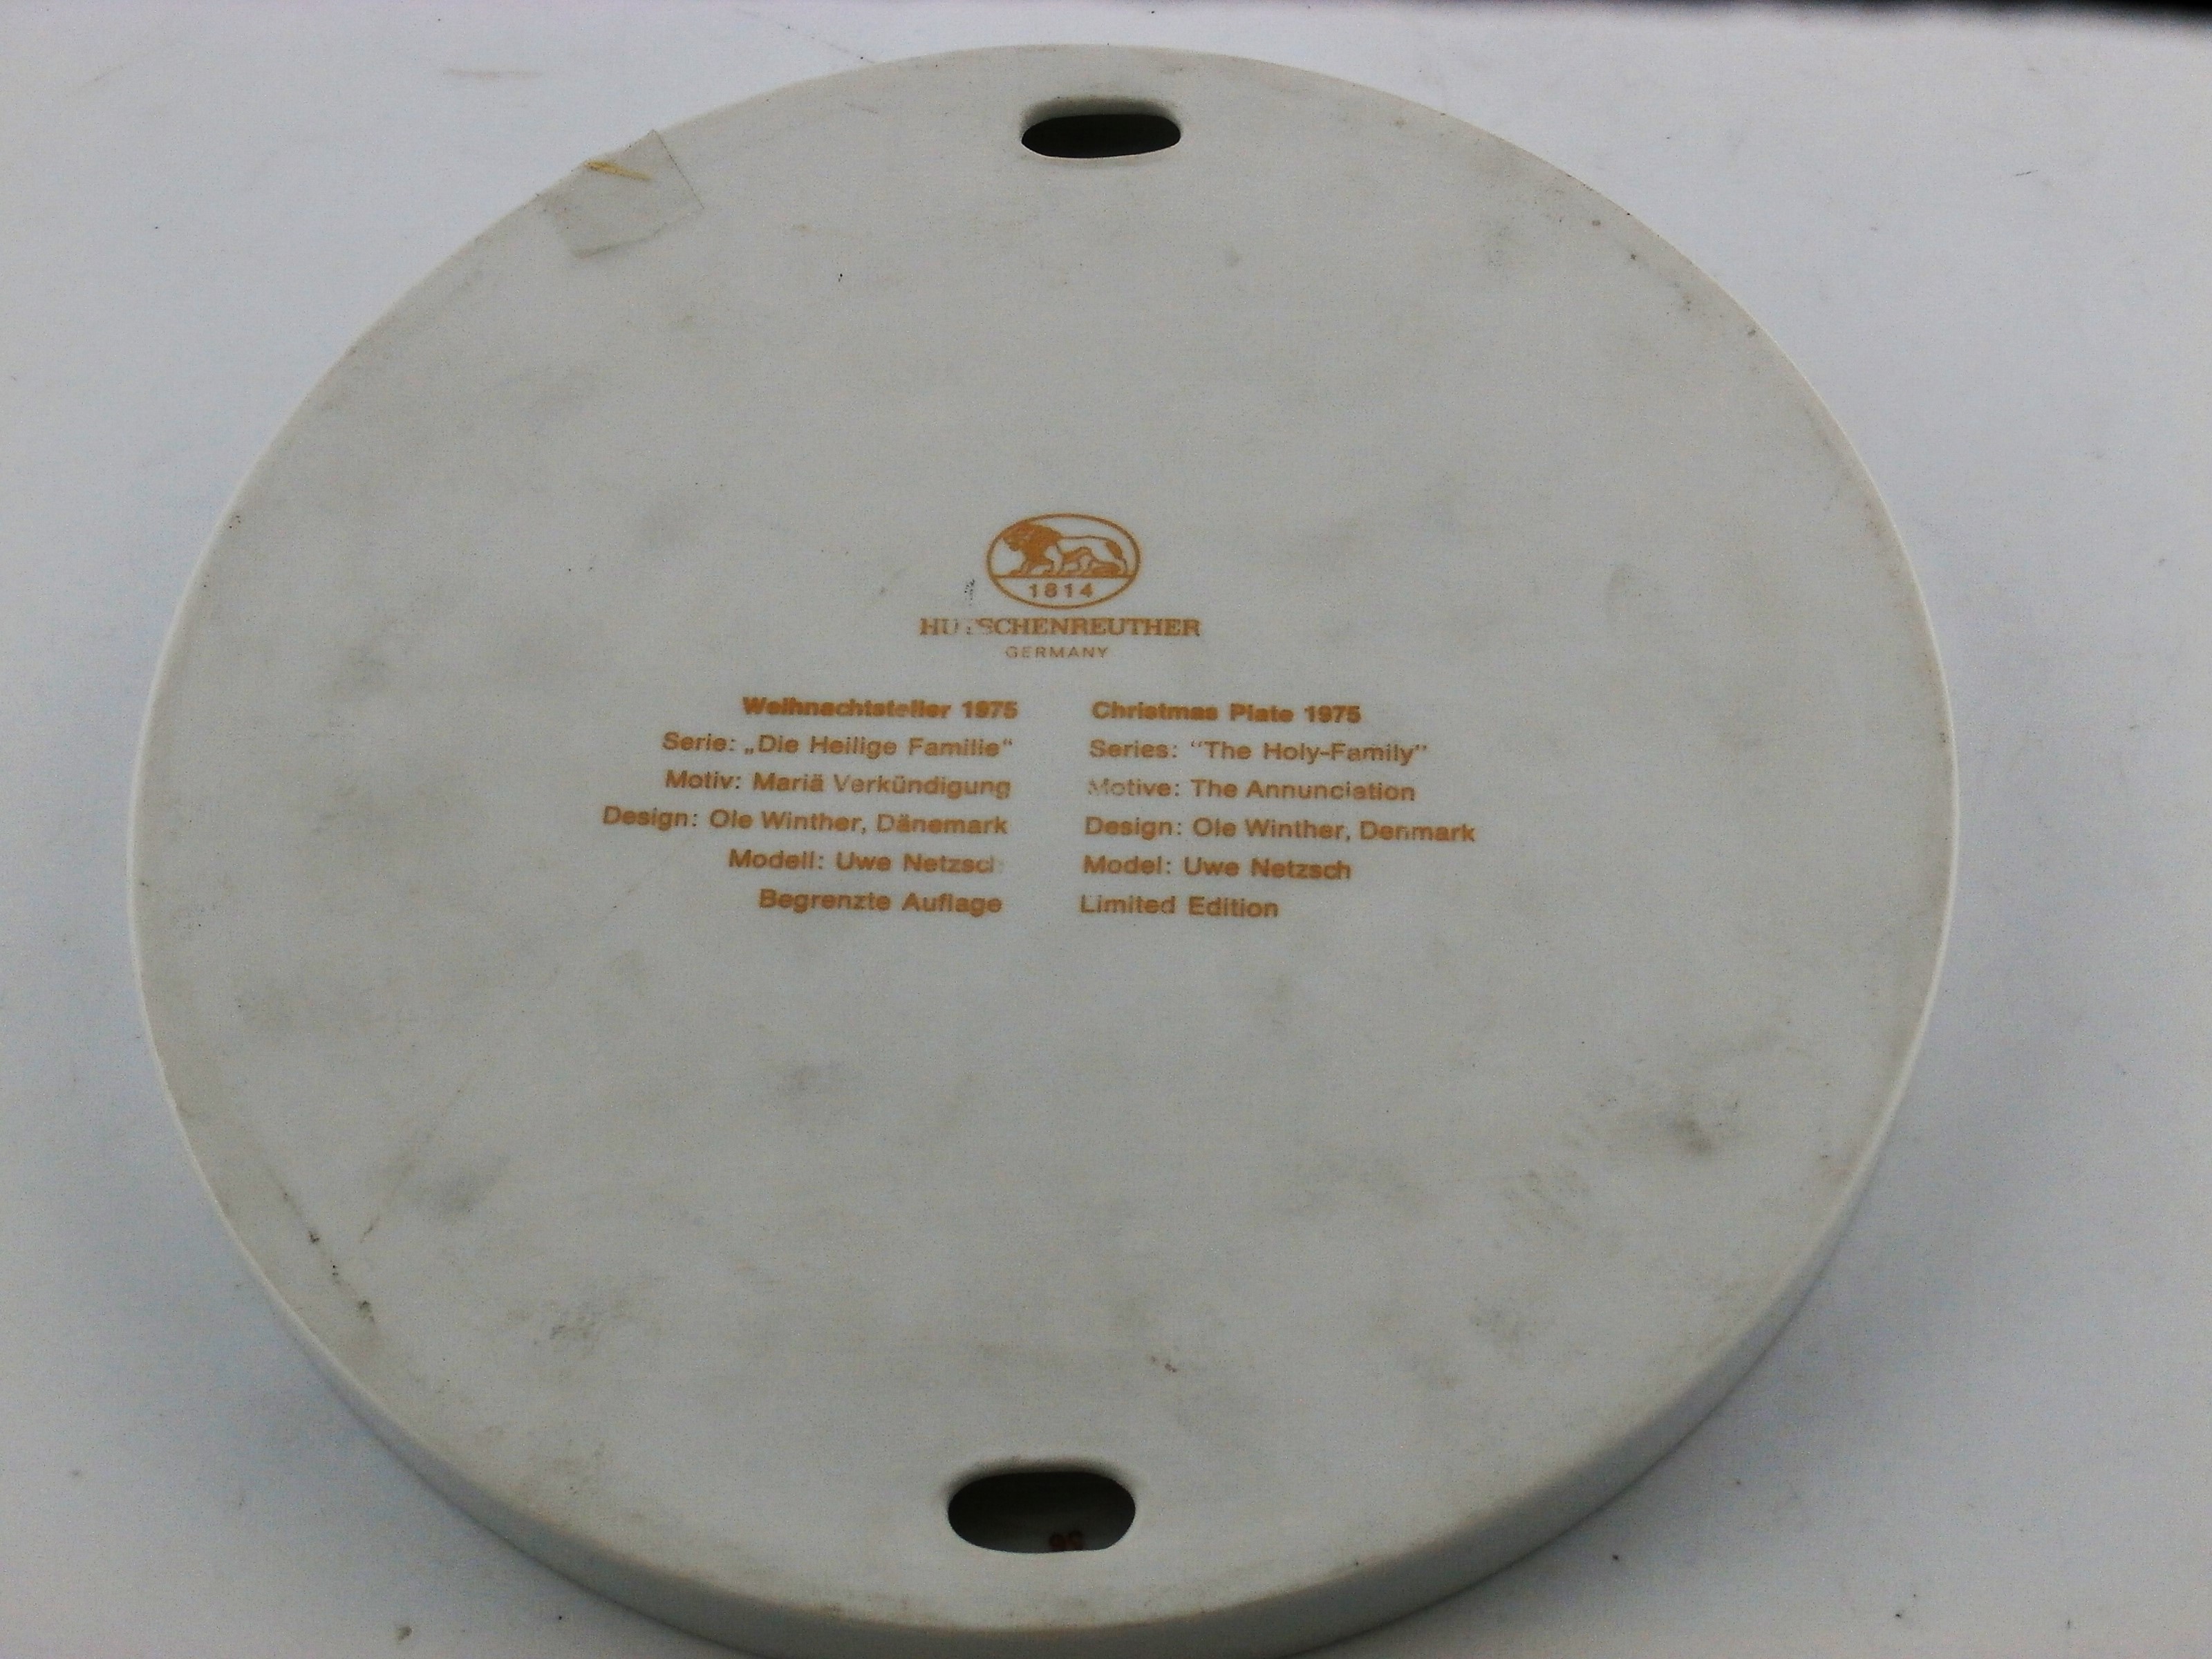 1814
HUTSCHENREUTHER
GERMANY
Weihnachtsteller 1975
Serie: „Die Heilige Familie“
Motiv: Mariä Verkündigung
Design: Ole Winther, Dänemark
Modell: Uwe Netzsch
Begrenzte Auflage
Christmas Plate 1975
Series: “The Holy-Family”
Motive: The Annunciation
Design: Ole Winther, Denmark
Model: Uwe Netzsch
Limited Edition